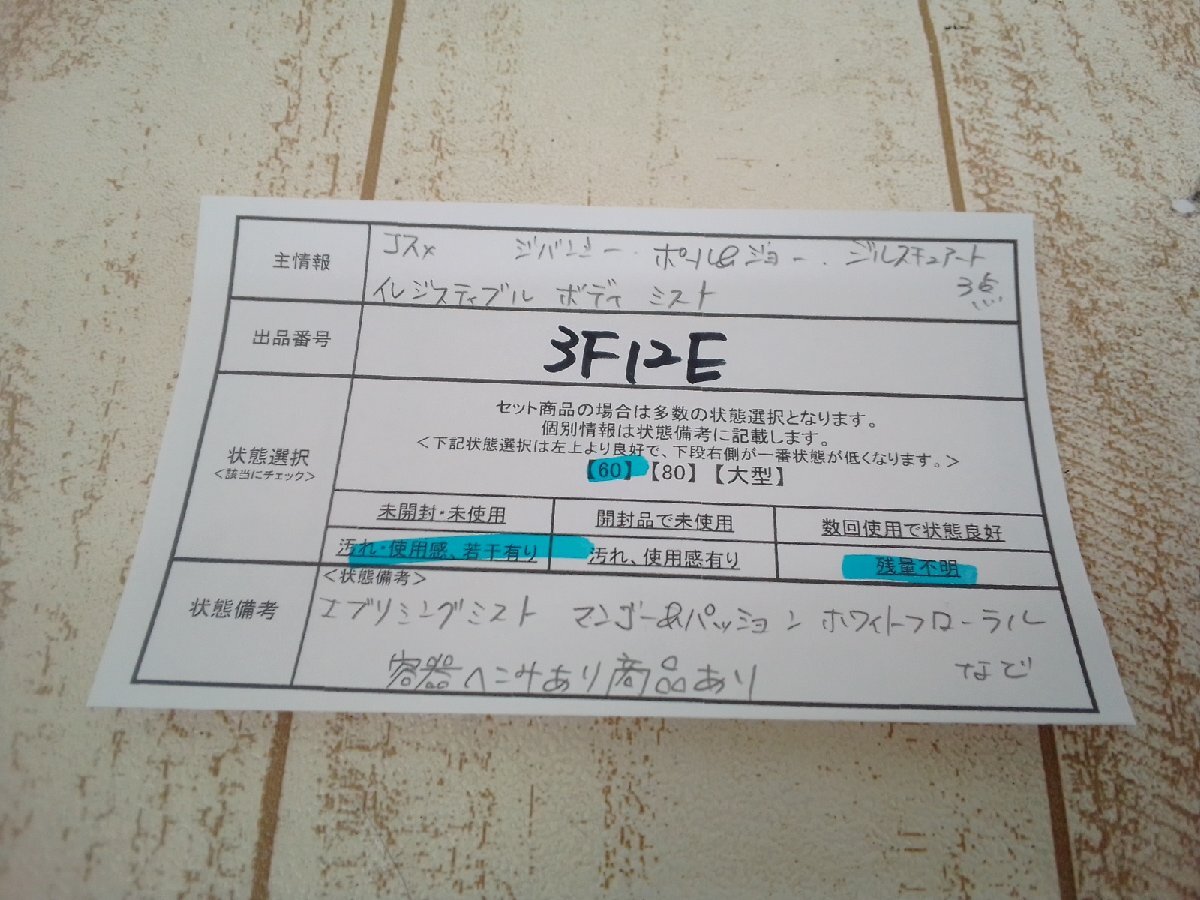 主情報
コスメ ジバンシー・ポール&ジョー・ジルスチュアート
イレジスティブル ボディ ミスト 3点
出品番号
3F12E
状態選択
<該当にチェック>
セット商品の場合は多数の状態選択となります。
個別情報は状態備考に記載します。
<下記状態選択は左上より良好で、下段右側が一番状態が低くなります。>
【60】【80】【大型】
未開封・未使用 開封品で未使用 数回使用で状態良好
汚れ・使用感、若干有り 汚れ、使用感有り 残量不明
状態備考
<状態備考>
エブリシングミスト マンゴー&パッション ホワイトフローラル
容器へこみあり商品あり など